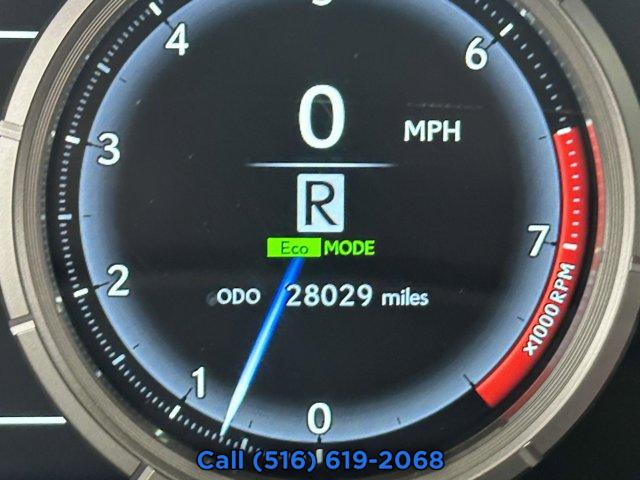 4
6
0 MPH
3
R
7
Eco MODE
2
ODO 28029 miles
x1000 RPM
1
0
Call (516) 619-2068